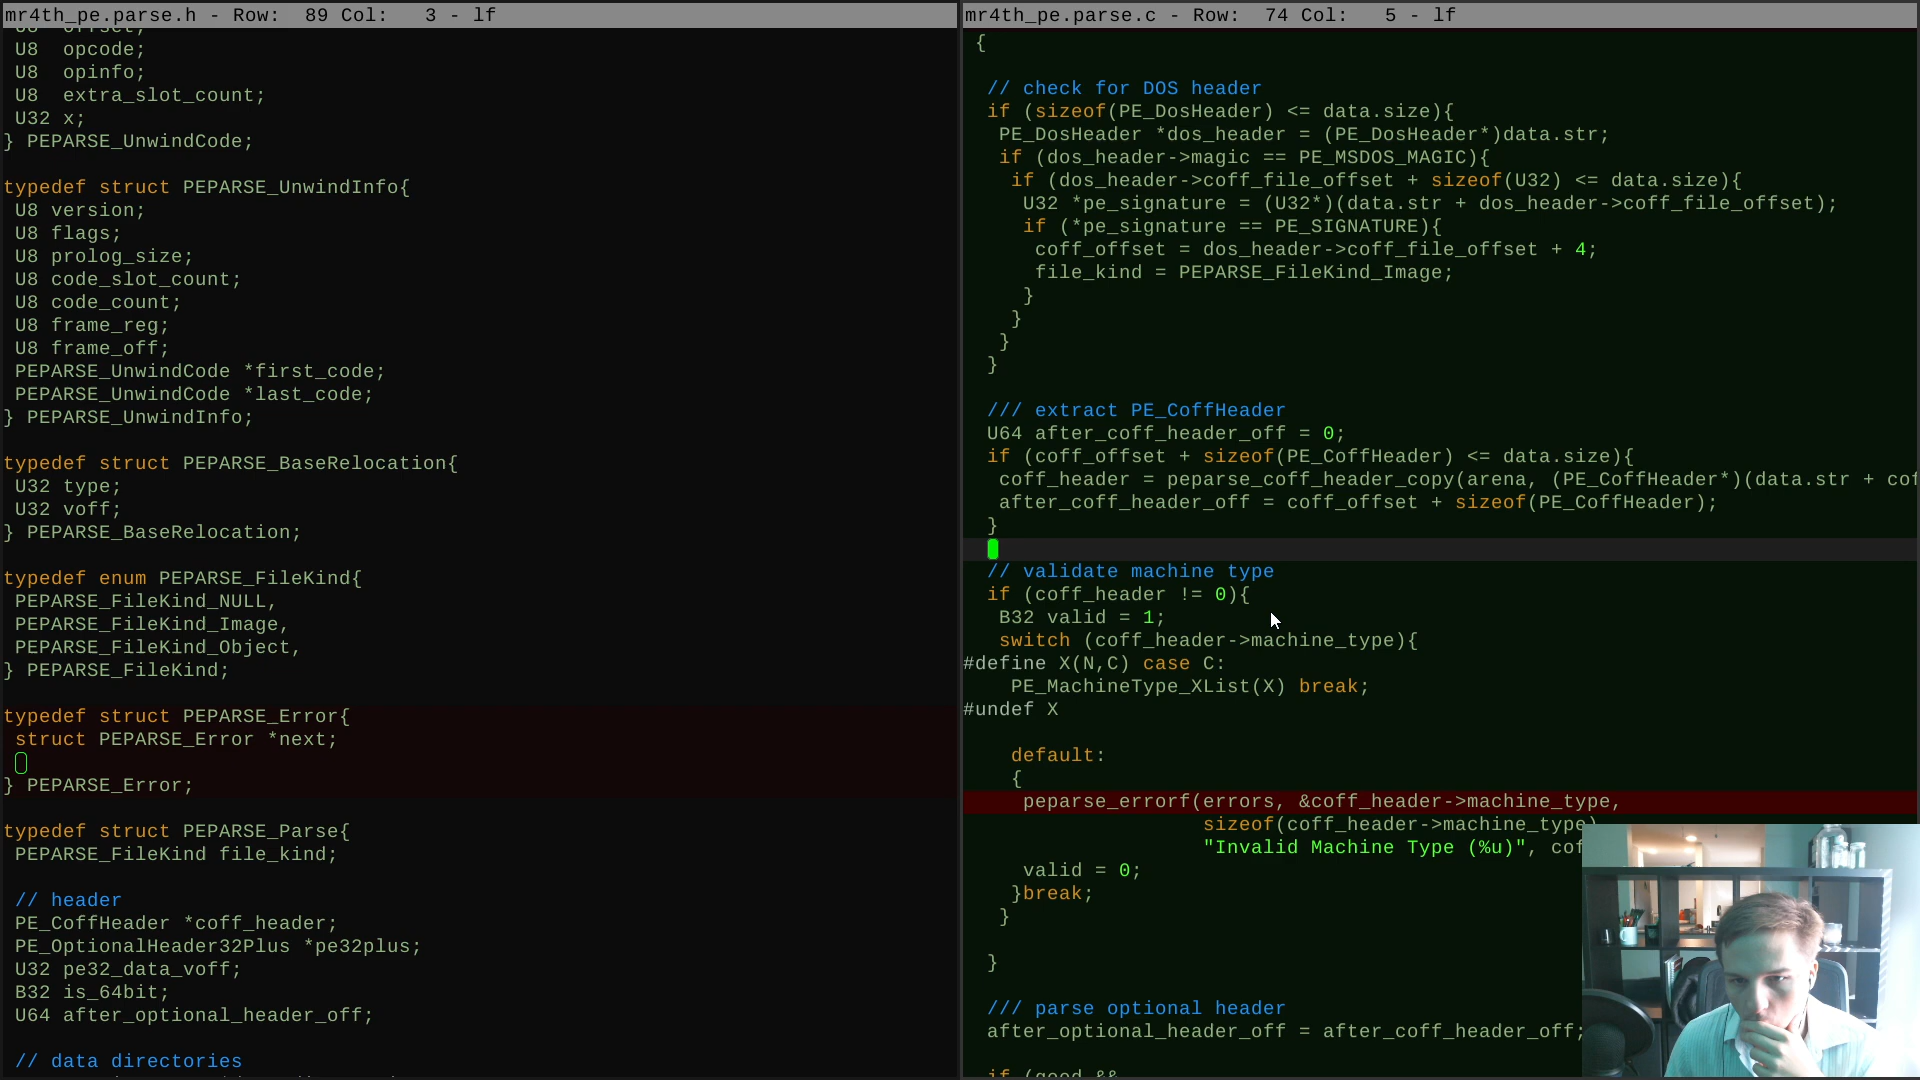 mr4th_pe.parse.h - Row:  89 Col:   3 - lf
U8  offset;
U8  opcode;
U8  opinfo;
U8  extra_slot_count;
U32 x;
} PEPARSE_UnwindCode;
typedef struct PEPARSE_UnwindInfo{
U8 version;
U8 flags;
U8 prolog_size;
U8 code_slot_count;
U8 code_count;
U8 frame_reg;
U8 frame_off;
PEPARSE_UnwindCode *first_code;
PEPARSE_UnwindCode *last_code;
} PEPARSE_UnwindInfo;
typedef struct PEPARSE_BaseRelocation{
U32 type;
U32 voff;
} PEPARSE_BaseRelocation;
typedef enum PEPARSE_FileKind{
PEPARSE_FileKind_NULL,
PEPARSE_FileKind_Image,
PEPARSE_FileKind_Object,
} PEPARSE_FileKind;
typedef struct PEPARSE_Error{
struct PEPARSE_Error *next;
} PEPARSE_Error;
typedef struct PEPARSE_Parse{
PEPARSE_FileKind file_kind;
// header
PE_CoffHeader *coff_header;
PE_OptionalHeader32Plus *pe32plus;
U32 pe32_data_voff;
B32 is_64bit;
U64 after_optional_header_off;
// data directories
mr4th_pe.parse.c - Row:  74 Col:   5 - lf
{
// check for DOS header
if (sizeof(PE_DosHeader) <= data.size){
PE_DosHeader *dos_header = (PE_DosHeader*)data.str;
if (dos_header->magic == PE_MSDOS_MAGIC){
if (dos_header->coff_file_offset + sizeof(U32) <= data.size){
U32 *pe_signature = (U32*)(data.str + dos_header->coff_file_offset);
if (*pe_signature == PE_SIGNATURE){
coff_offset = dos_header->coff_file_offset + 4;
file_kind = PEPARSE_FileKind_Image;
}
}
}
}
/// extract PE_CoffHeader
U64 after_coff_header_off = 0;
if (coff_offset + sizeof(PE_CoffHeader) <= data.size){
coff_header = peparse_coff_header_copy(arena, (PE_CoffHeader*)(data.str + cof
after_coff_header_off = coff_offset + sizeof(PE_CoffHeader);
}
// validate machine type
if (coff_header != 0){
B32 valid = 1;
switch (coff_header->machine_type){
#define X(N,C) case C:
PE_MachineType_XList(X) break;
#undef X
default:
{
peparse_errorf(errors, &coff_header->machine_type,
sizeof(coff_header->machine_type)
"Invalid Machine Type (%u)", cof
valid = 0;
}break;
}
}
/// parse optional header
after_optional_header_off = after_coff_header_off;
if (good &&